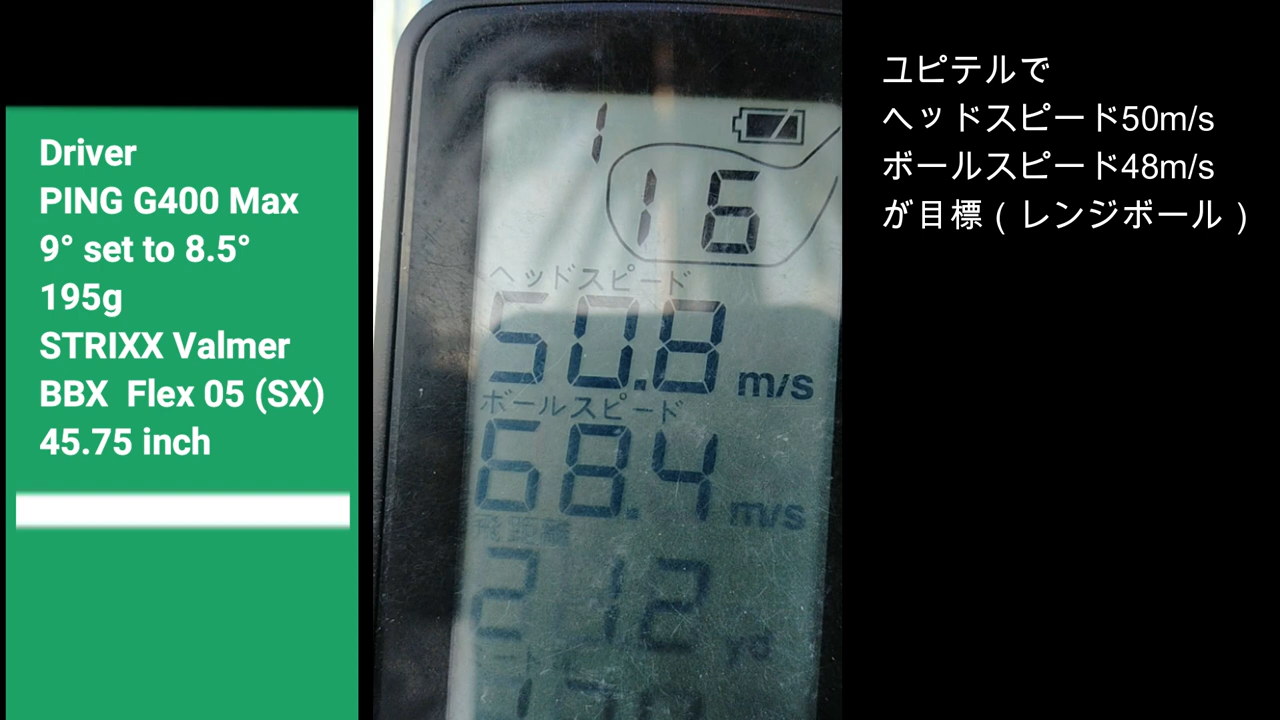 Driver
PING G400 Max
9° set to 8.5°
195g
STRIXX Valmer
BBX Flex 05 (SX)
45.75 inch
1
16
ヘッドスピード
50.8 m/s
ボールスピード
68.4 m/s
飛距離
212 yd
ユピテルで
ヘッドスピード50m/s
ボールスピード48m/s
が目標（レンジボール）